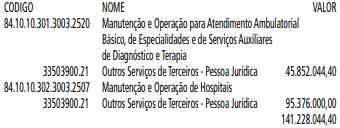 CODIGO NOME VALOR
84.10.10.301.3003.2520 Manutenção e Operação para Atendimento Ambulatorial
Básico, de Especialidades e de Serviços Auxiliares
de Diagnóstico e Terapia
33503900.21 Outros Serviços de Terceiros - Pessoa Jurídica 45.852.044,40
84.10.10.302.3003.2507 Manutenção e Operação de Hospitais
33503900.21 Outros Serviços de Terceiros - Pessoa Jurídica 95.376.000,00
141.228.044,40